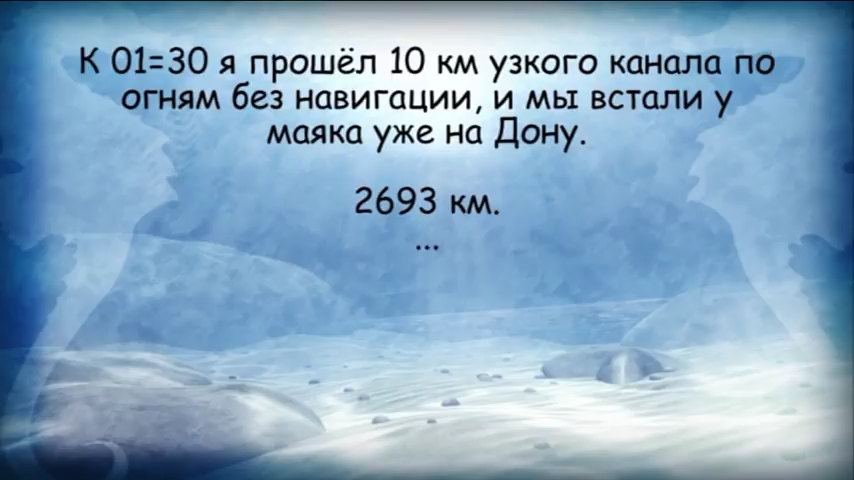 К 01=30 я прошёл 10 км узкого канала по
огням без навигации, и мы встали у
маяка уже на Дону.
2693 км.
...